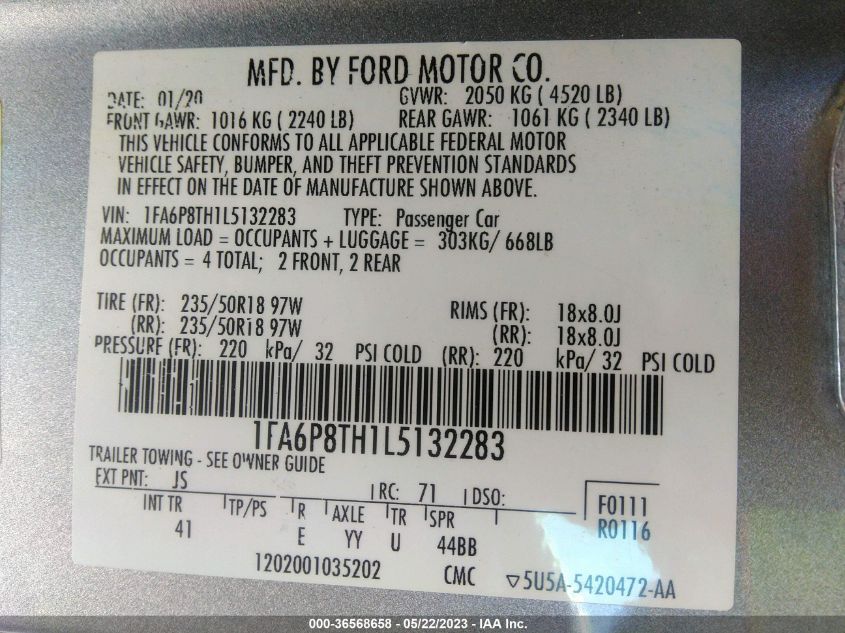 MFD. BY FORD MOTOR CO.
DATE: 01/20 GVWR: 2050 KG ( 4520 LB)
FRONT GAWR: 1016 KG ( 2240 LB) REAR GAWR: 1061 KG ( 2340 LB)
THIS VEHICLE CONFORMS TO ALL APPLICABLE FEDERAL MOTOR
VEHICLE SAFETY, BUMPER, AND THEFT PREVENTION STANDARDS
IN EFFECT ON THE DATE OF MANUFACTURE SHOWN ABOVE.
VIN: 1FA6P8TH1L5132283 TYPE: Passenger Car
MAXIMUM LOAD = OCCUPANTS + LUGGAGE = 303KG/ 668LB
OCCUPANTS = 4 TOTAL; 2 FRONT, 2 REAR
TIRE (FR): 235/50R18 97W RIMS (FR): 18x8.0J
(RR): 235/50R18 97W (RR): 18x8.0J
PRESSURE (FR): 220 kPa/ 32 PSI COLD (RR): 220 kPa/ 32 PSI COLD
1FA6P8TH1L5132283
TRAILER TOWING - SEE OWNER GUIDE
EXT PNT: JS RC: 71 DSO: F0111
INT TR TP/PS R AXLE TR SPR R0116
41 E YY U 44BB
1202001035202 CMC ▽5U5A-5420472-AA
000-36568658 - 05/22/2023 - IAA Inc.